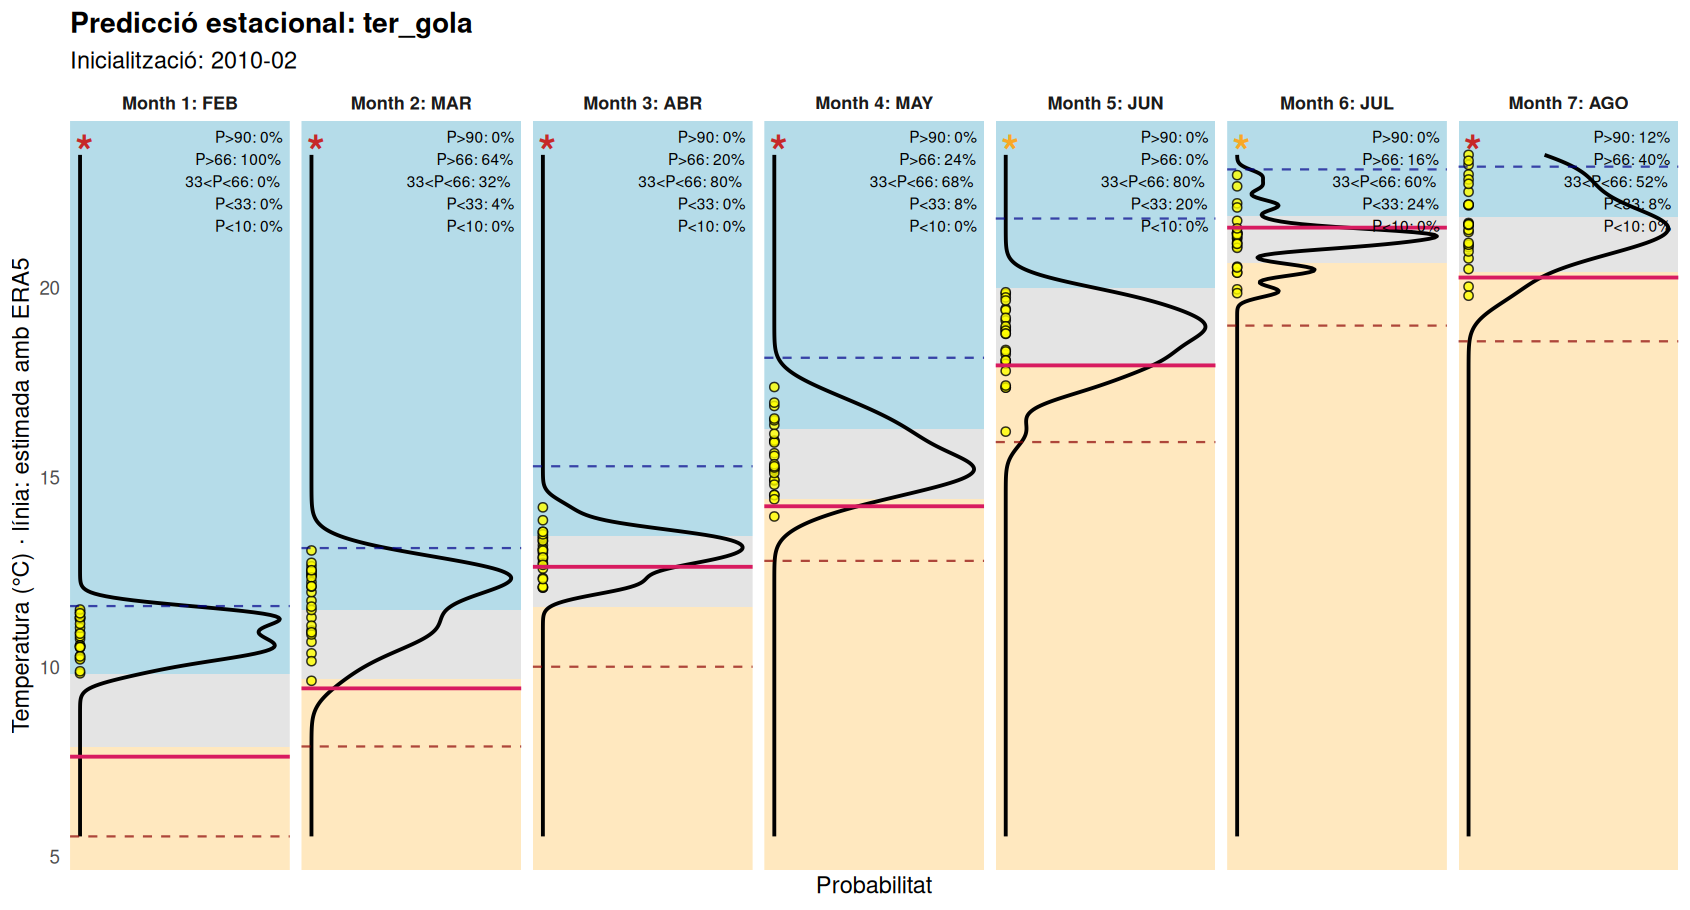 Predicció estacional: ter_gola
Inicialització: 2010-02
Month 1: FEB
Month 2: MAR
Month 3: ABR
Month 4: MAY
Month 5: JUN
Month 6: JUL
Month 7: AGO
P>90: 0%
P>66: 100%
33<P<66: 0%
P<33: 0%
P<10: 0%
P>90: 0%
P>66: 64%
33<P<66: 32%
P<33: 4%
P<10: 0%
P>90: 0%
P>66: 20%
33<P<66: 80%
P<33: 0%
P<10: 0%
P>90: 0%
P>66: 24%
33<P<66: 68%
P<33: 8%
P<10: 0%
P>90: 0%
P>66: 0%
33<P<66: 80%
P<33: 20%
P<10: 0%
P>90: 0%
P>66: 16%
33<P<66: 60%
P<33: 24%
P<10: 0%
P>90: 12%
P>66: 40%
33<P<66: 52%
P<33: 8%
P<10: 0%
Temperatura (°C) · línia: estimada amb ERA5
20
15
10
5
Probabilitat